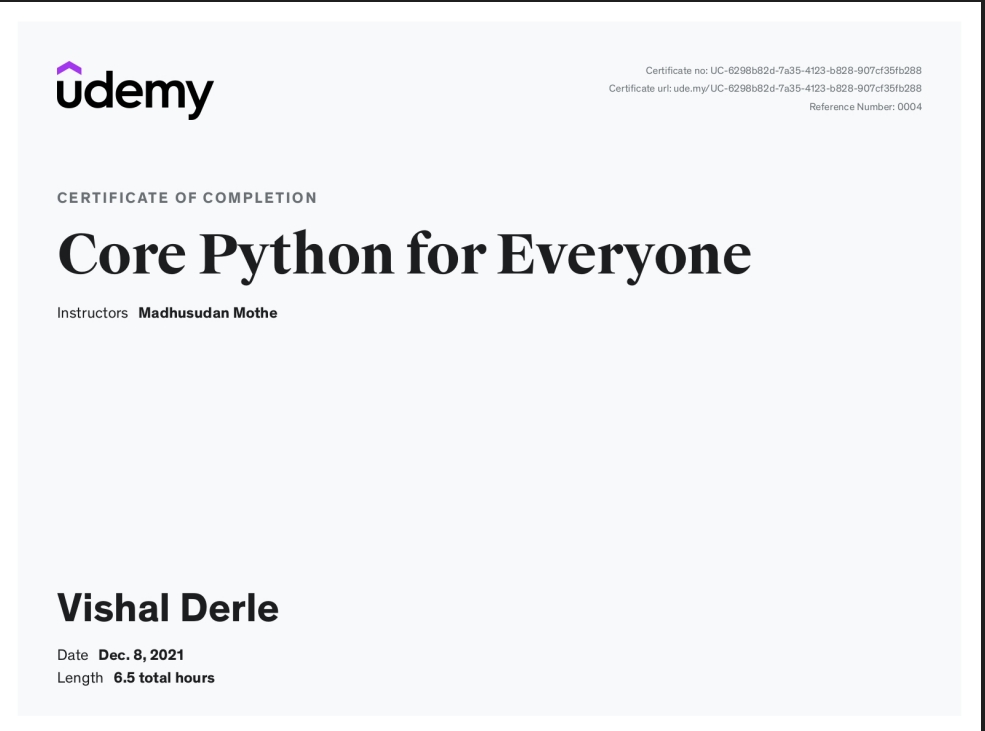 udemy
Certificate no: UC-6298b82d-7a35-4123-b828-907cf35fb288
Certificate url: ude.my/UC-6298b82d-7a35-4123-b828-907cf35fb288
Reference Number: 0004
CERTIFICATE OF COMPLETION
Core Python for Everyone
Instructors Madhusudan Mothe
Vishal Derle
Date Dec. 8, 2021
Length 6.5 total hours